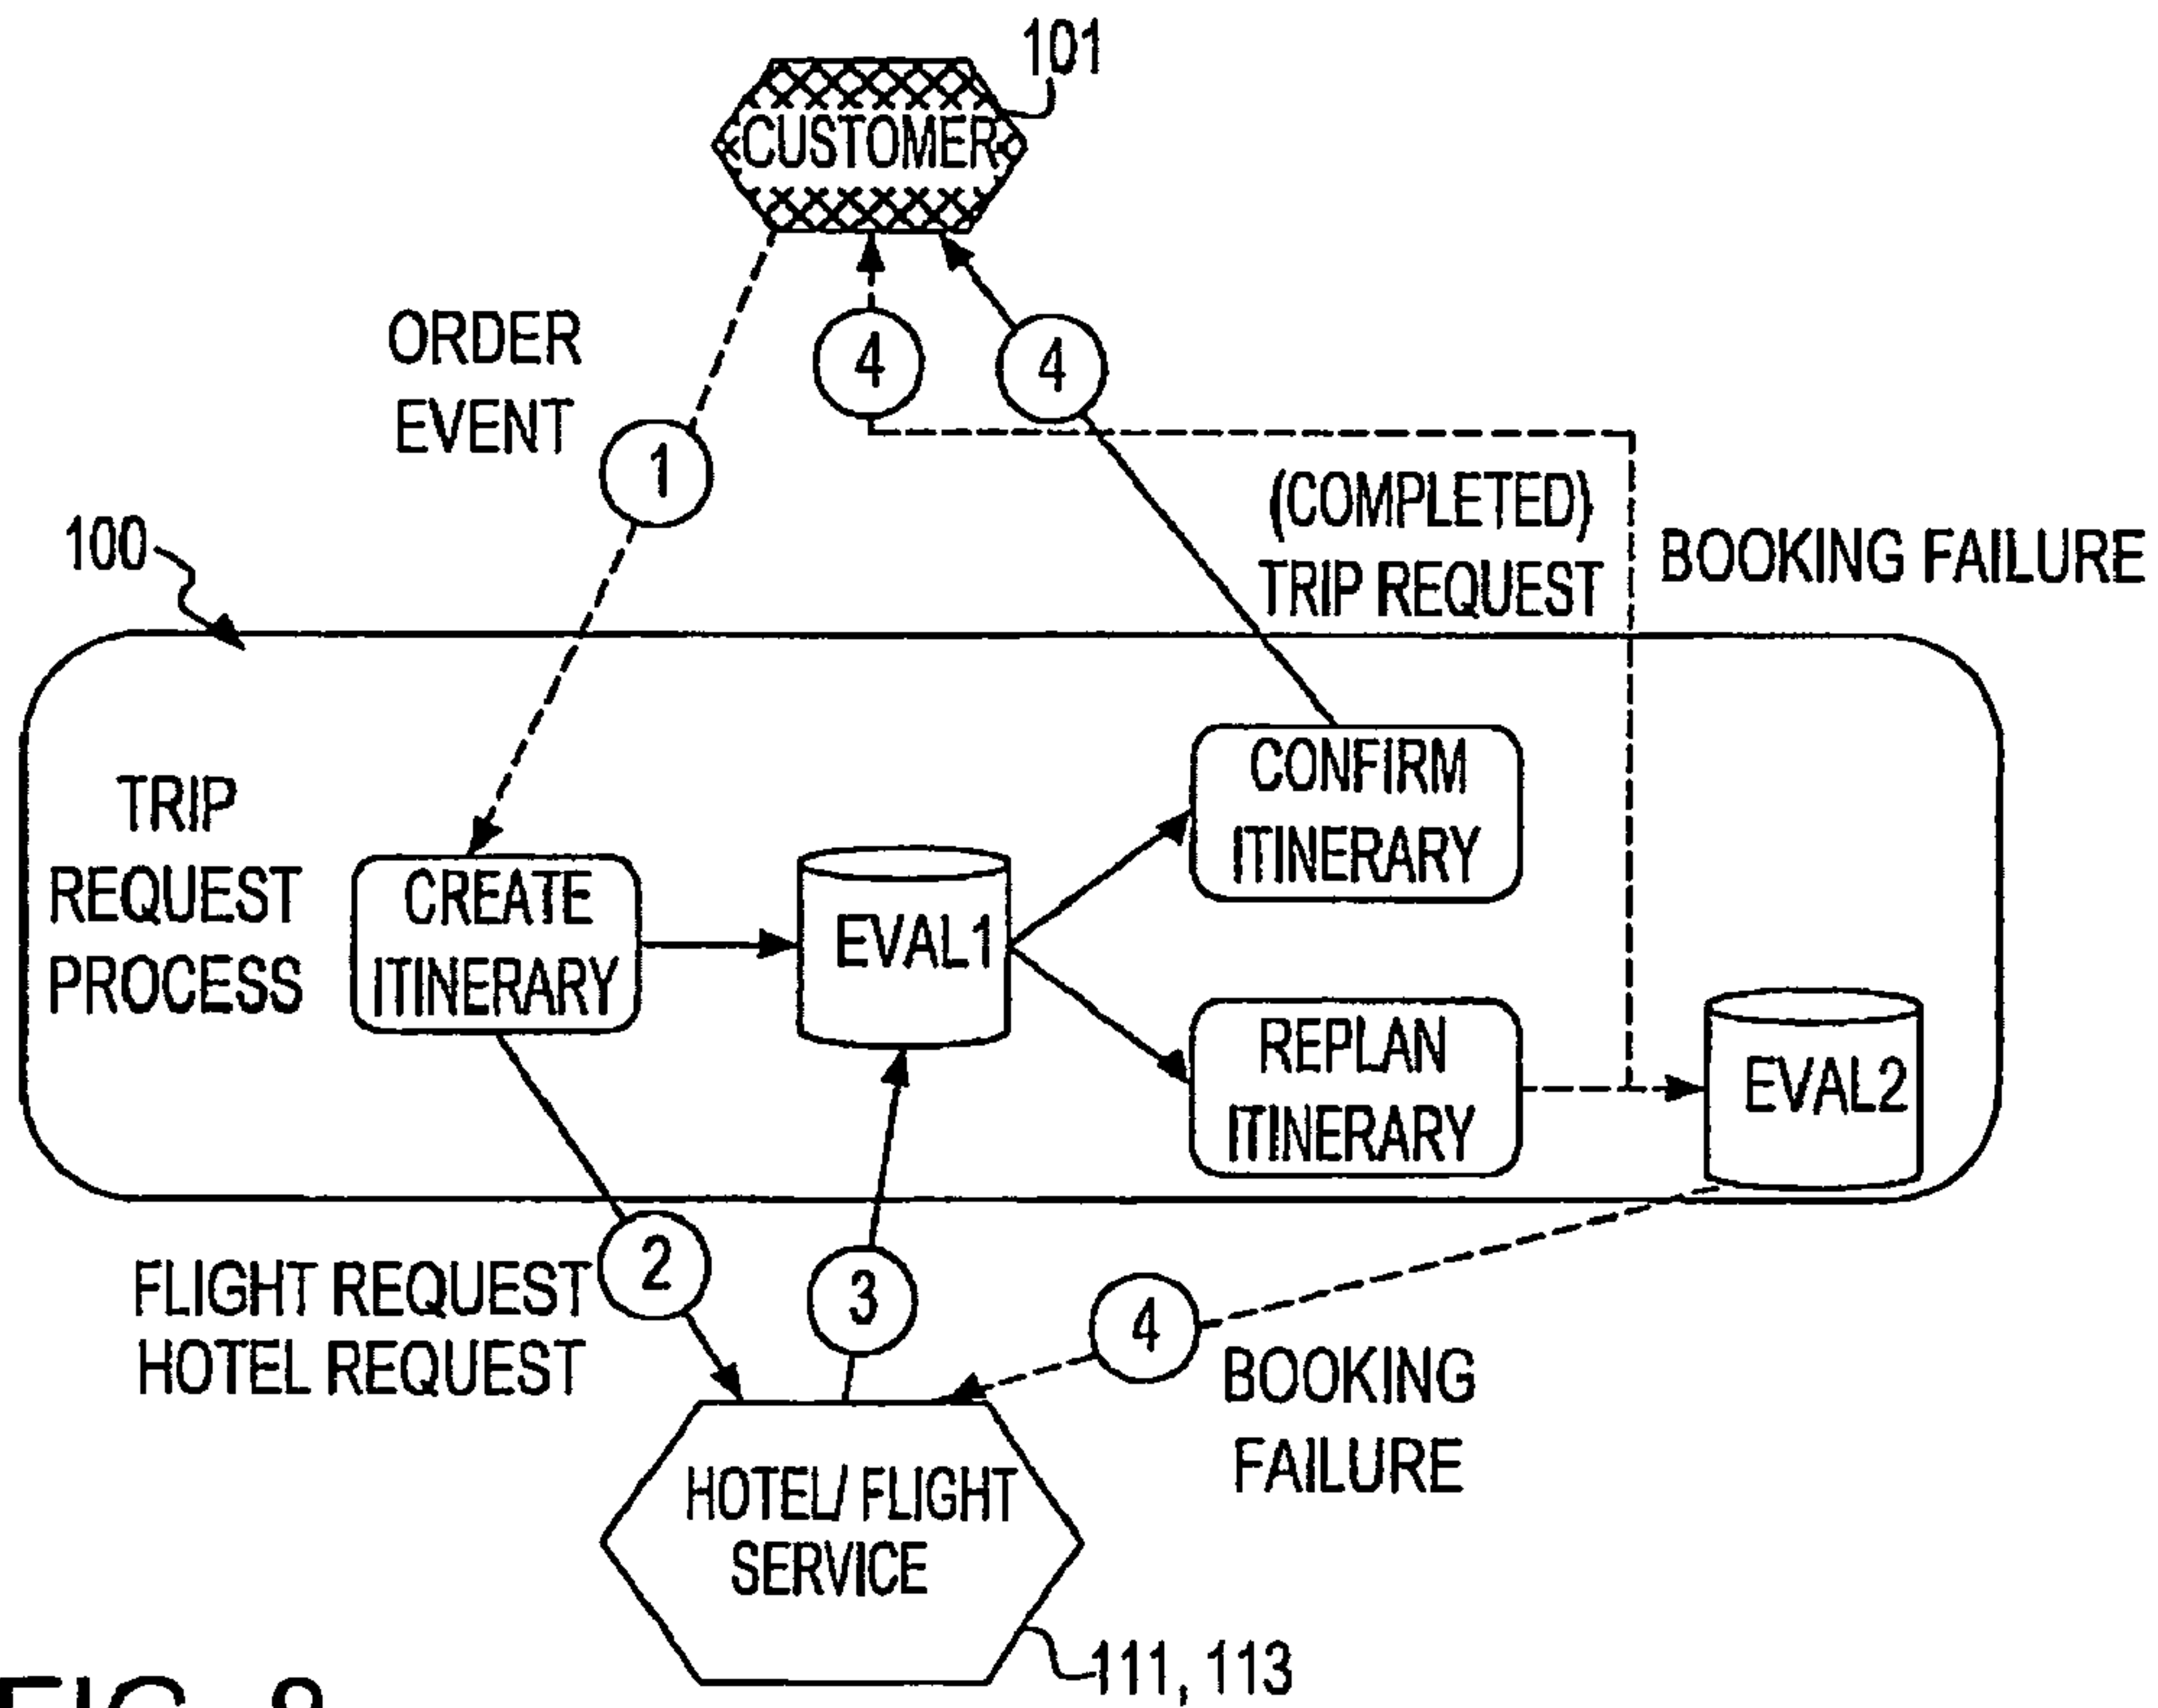 101
CUSTOMER
ORDER
EVENT
4
4
1
(COMPLETED)
TRIP REQUEST
BOOKING FAILURE
100
TRIP
REQUEST
PROCESS
CREATE
ITINERARY
EVAL1
CONFIRM
ITINERARY
REPLAN
ITINERARY
EVAL2
FLIGHT REQUEST
HOTEL REQUEST
2
3
4
BOOKING
FAILURE
HOTEL/ FLIGHT
SERVICE
111, 113